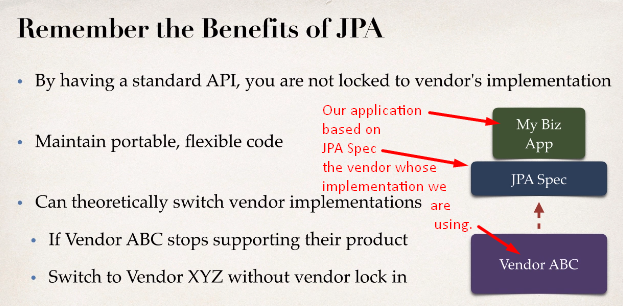 Remember the Benefits of JPA
• By having a standard API, you are not locked to vendor's implementation
• Maintain portable, flexible code
• Can theoretically switch vendor implementations
• If Vendor ABC stops supporting their product
• Switch to Vendor XYZ without vendor lock in
Our application
based on
JPA Spec
the vendor whose
implementation we
are
using.
My Biz
App
JPA Spec
Vendor ABC